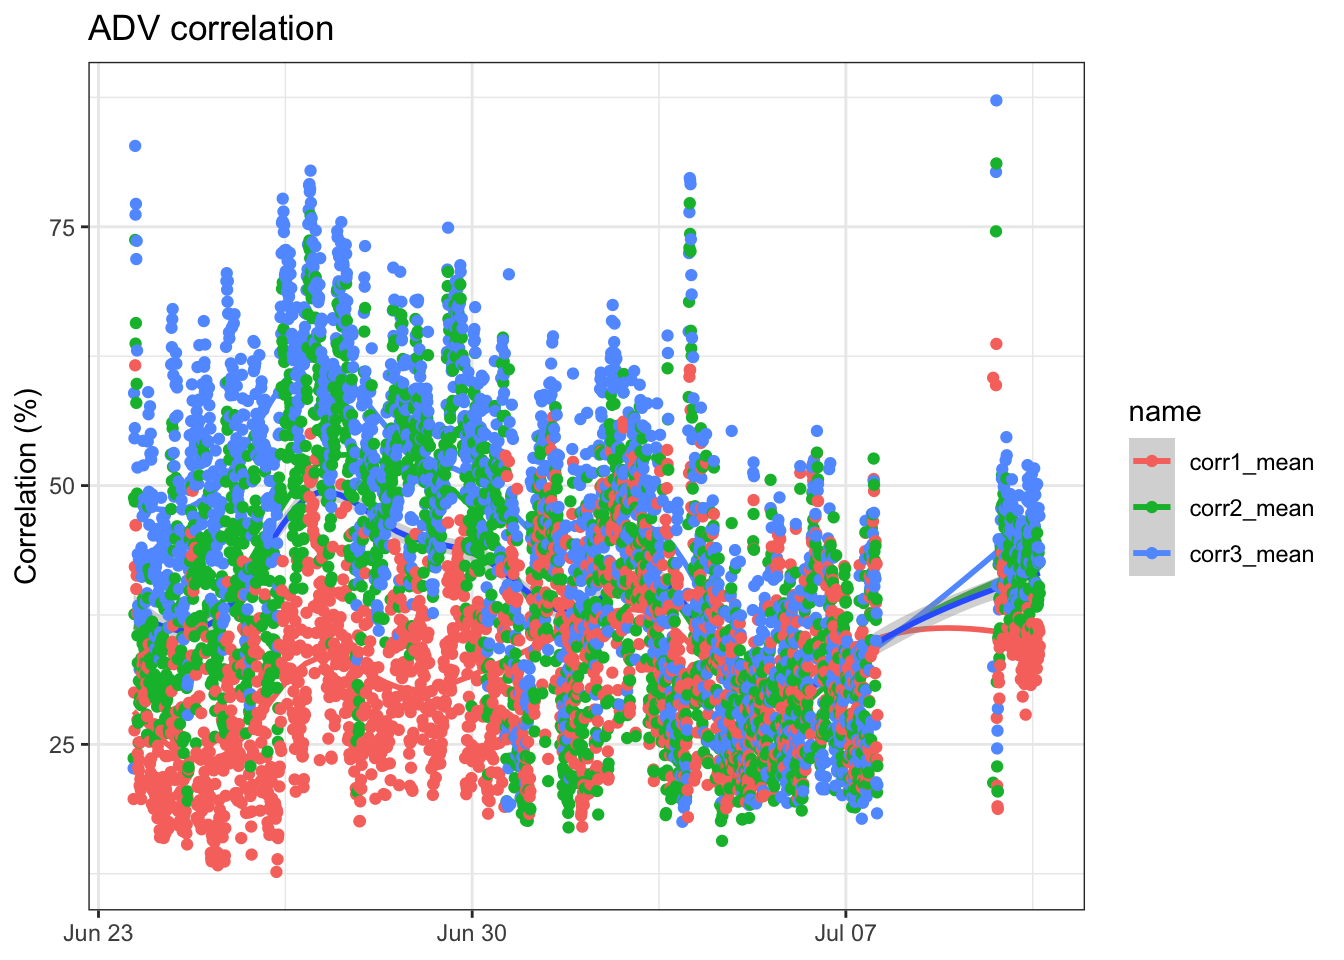 ADV correlation
75
50
25
Correlation (%)
Jun 23
Jun 30
Jul 07
name
corr1_mean
corr2_mean
corr3_mean